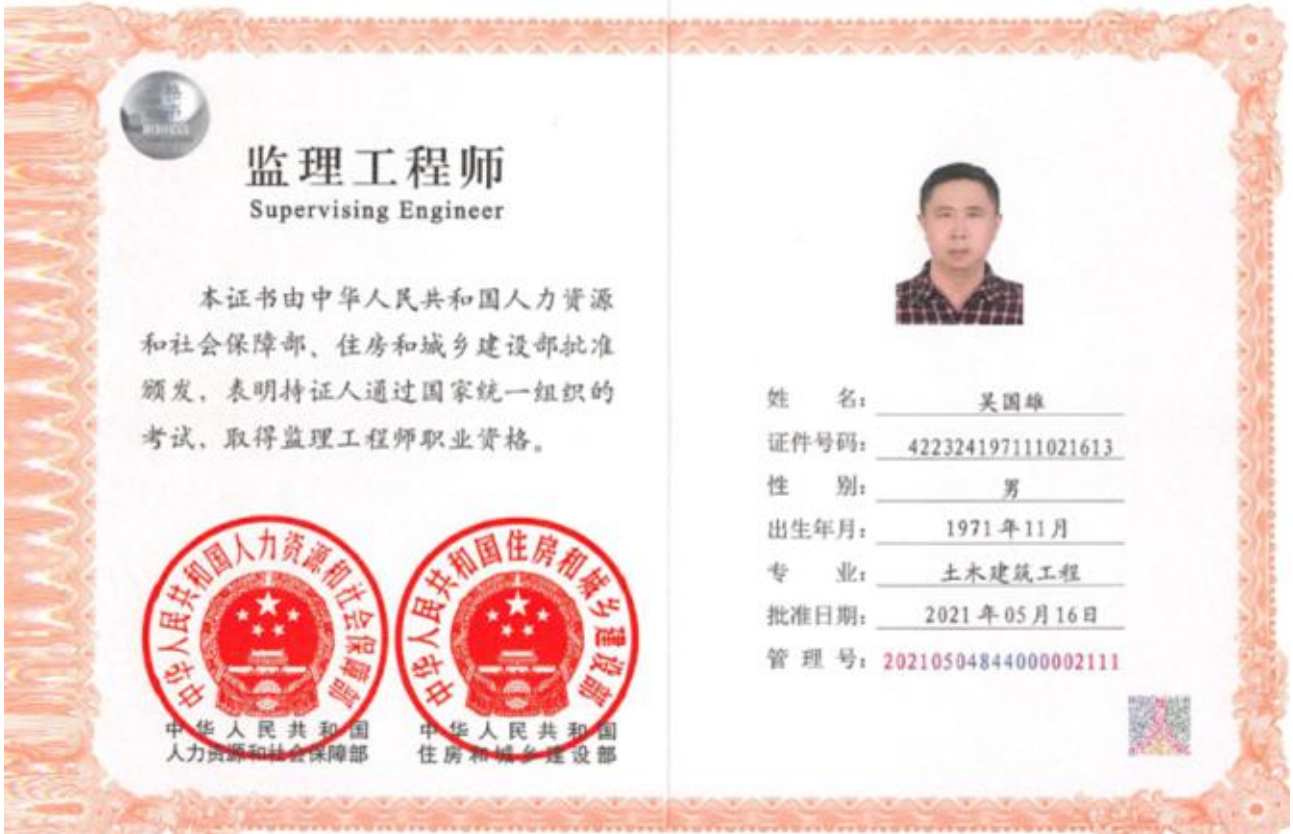 监理工程师
Supervising Engineer
本证书由中华人民共和国人力资源
和社会保障部、住房和城乡建设部批准
颁发，表明持证人通过国家统一组织的
考试，取得监理工程师职业资格。
中华人民共和国人力资源和社会保障部
中华人民共和国住房和城乡建设部
中华人民共和国
人力资源和社会保障部
中华人民共和国
住房和城乡建设部
姓 名：吴国雄
证件号码：422324197111021613
性 别：男
出生年月：1971年11月
专 业：土木建筑工程
批准日期：2021年05月16日
管 理 号：20210504844000002111